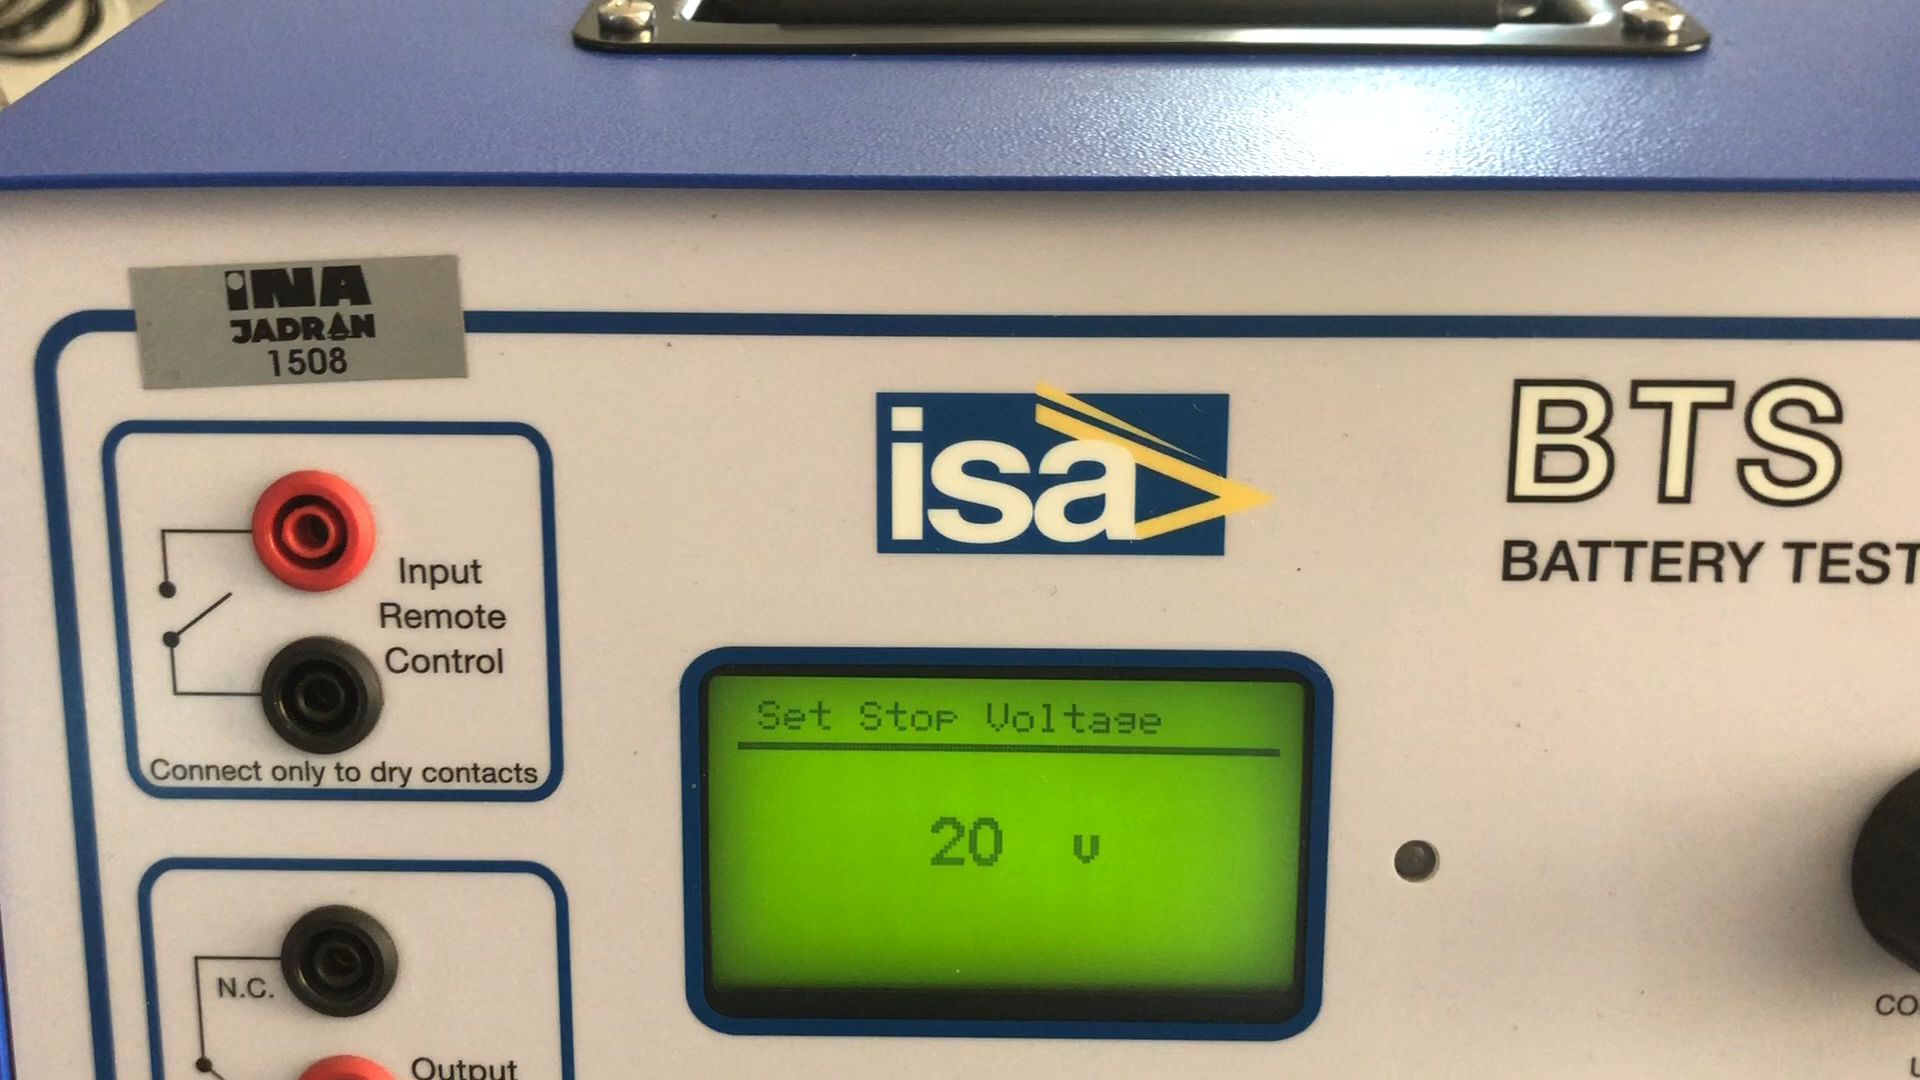 INA
JADRAN
1508
isa
BTS
BATTERY TEST
Input
Remote
Control
Connect only to dry contacts
Set Stop Voltage
20 v
N.C.
Output
CO